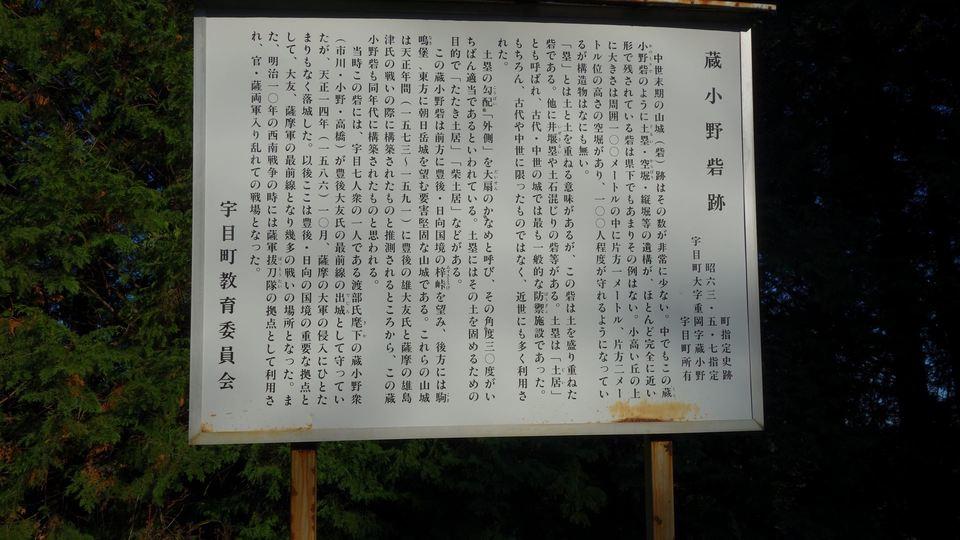 蔵小野砦跡
町指定史跡
昭六三・五・七指定
宇目町大字重岡字蔵小野
宇目町所有
中世末期の山城（砦）跡はその数が非常に少ない。中でもこの蔵
小野砦のように土塁・空堀・縦堀等の遺構が、ほとんど完全に近い
形で残されている砦は県下でもあまりその例はない。小高い丘の上
に大きさは周囲一〇〇メートルの中に片方一メートル、片方二メー
トル位の高さの空堀があり、一〇〇人程度が守れるようになってい
るが構造物はなにも無い。
「塁」とは土と土を重ねる意味があるが、この砦は土を盛り重ねた
砦である。他に井堰塁や土石混じりの砦等がある。土塁は「土居」
とも呼ばれ、古代・中世の城では最も一般的な防禦施設であった。
もちろん、古代や中世に限ったものではなく、近世にも多く利用さ
れた。
土塁の勾配「外側」を大扇のかなめと呼び、その角度三〇度がい
ちばん適当であるといわれている。土塁にはその土を固めるための
目的で「たたき土居」「柴土居」などがある。
この蔵小野砦は前方に豊後・日向国境の梓峠を望み、後方には駒
鳴堡、東方に朝日岳城を望む要害堅固な山城である。これらの山城
は天正年間（一五七三～一五九一）に豊後の雄大友氏と薩摩の雄島
津氏の戦いの際に構築されたものと推測されるところから、この蔵
小野砦も同年代に構築されたものと思われる。
当時この砦には、宇目七人衆の一人である渡部氏麾下の蔵小野衆
（市川・小野・高橋）が豊後大友氏の最前線の出城として守ってい
たが、天正一四年（一五八六）一〇月、薩摩の大軍の侵入にひとた
まりもなく落城した。以後ここは豊後・日向の国境の重要な拠点と
して、大友、薩摩軍の最前線となり幾多の戦いの場所となった。ま
た、明治一〇年の西南戦争の時には薩軍抜刀隊の拠点として利用さ
れ、官・薩両軍入り乱れての戦場となった。
宇目町教育委員会